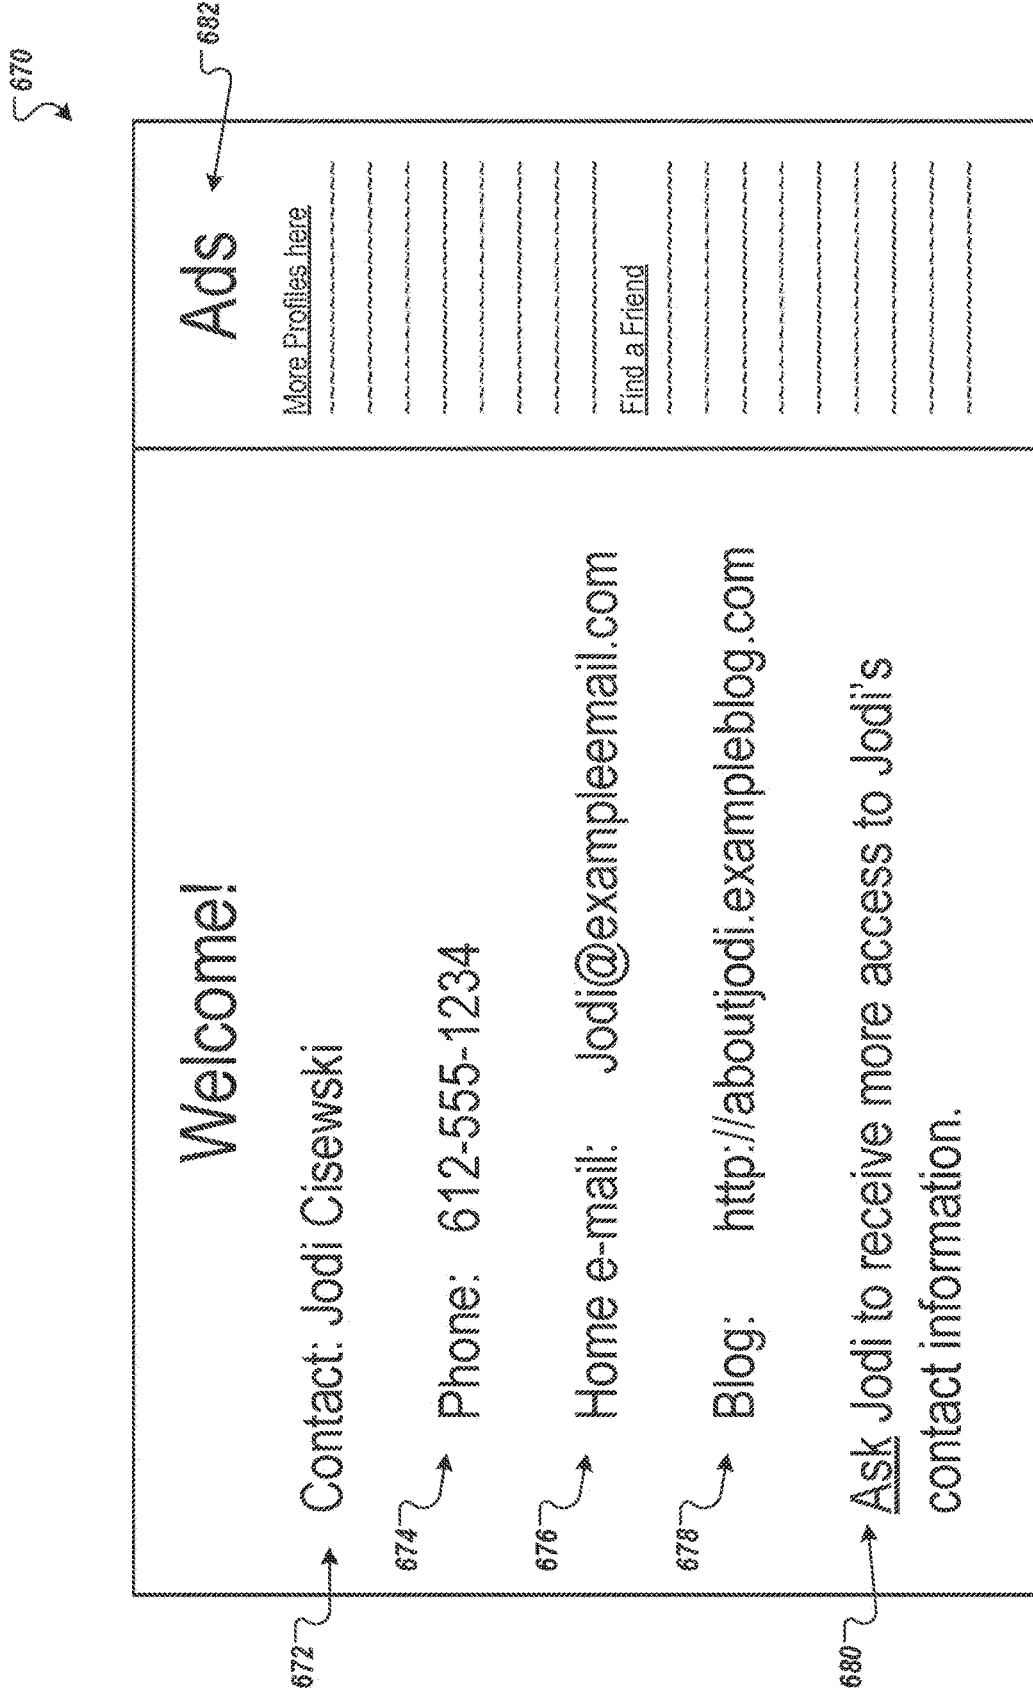 670
682
Welcome!
672
Contact: Jodi Cisewski
674
Phone: 612-555-1234
676
Home e-mail: Jodi@exampleemail.com
678
Blog: http://aboutjodi.exampleblog.com
680
Ask Jodi to receive more access to Jodi's
contact information.
Ads
More Profiles here
Find a Friend